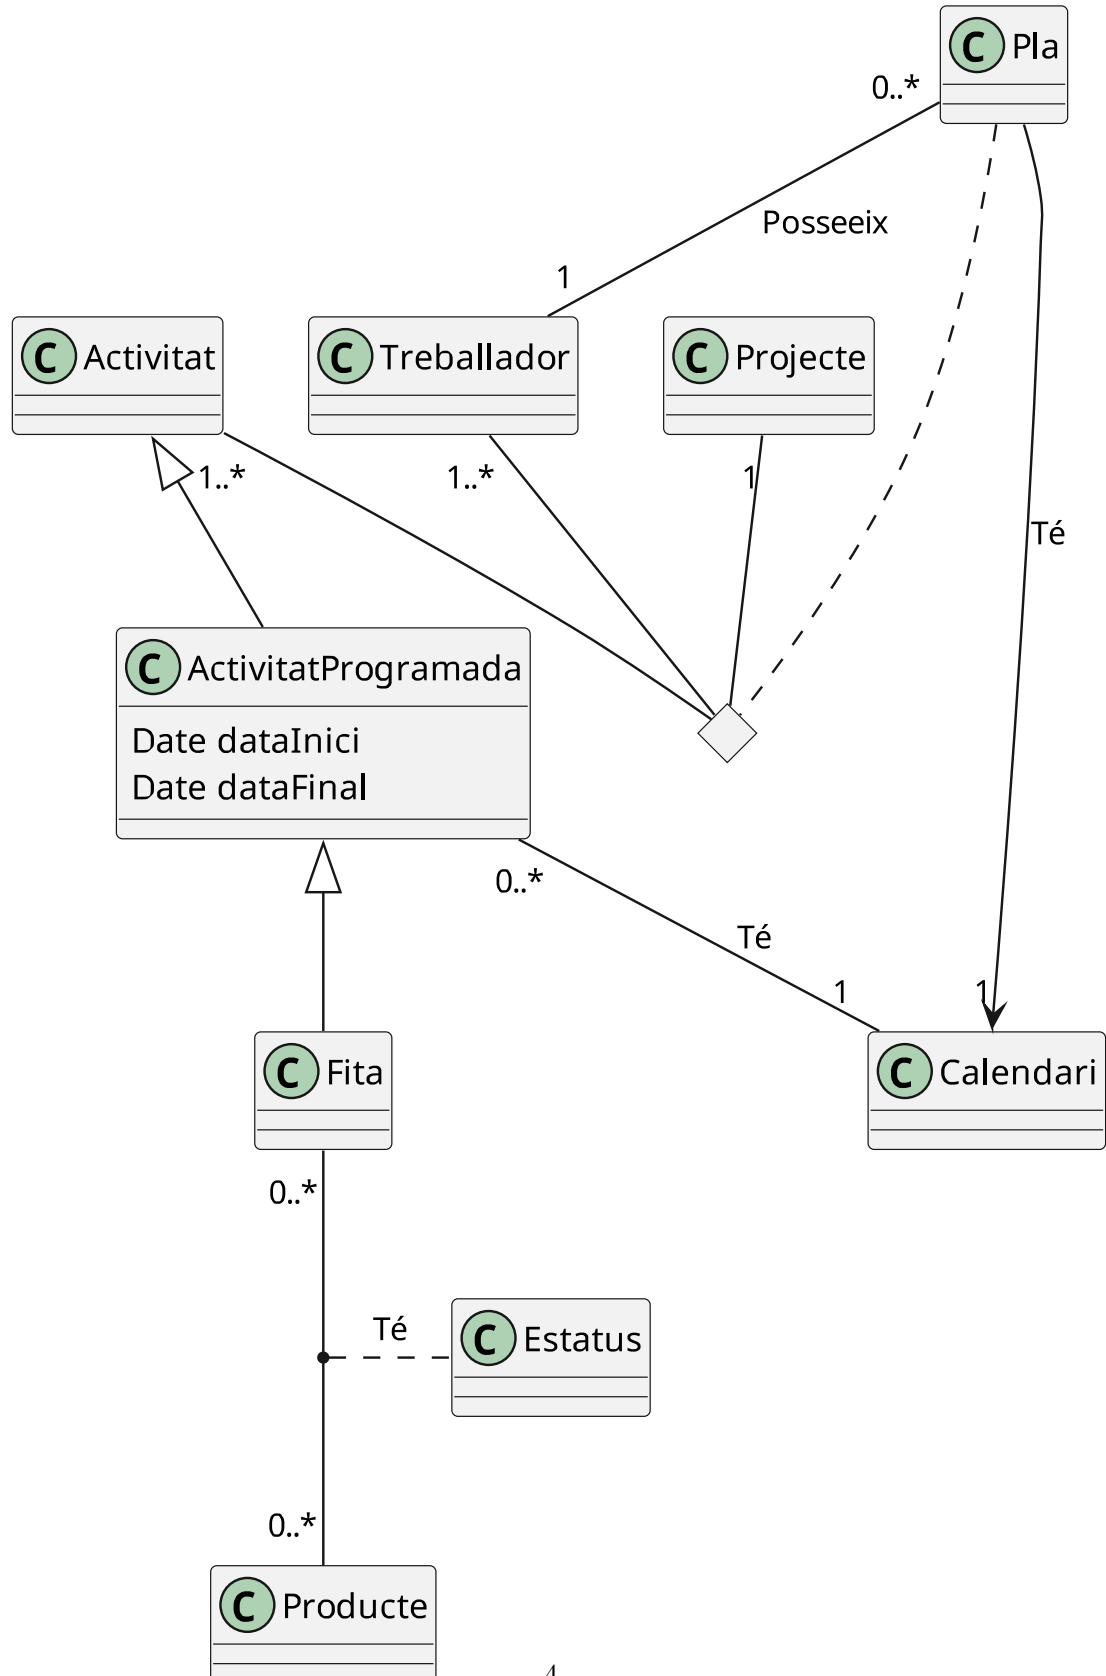 C Pla
0..*
Posseeix
1
C Activitat
C Treballador
C Projecte
1..*
1..*
1
Té
C ActivitatProgramada
Date dataInici
Date dataFinal
0..*
Té
1
1
C Fita
C Calendari
0..*
Té
C Estatus
0..*
C Producte
4